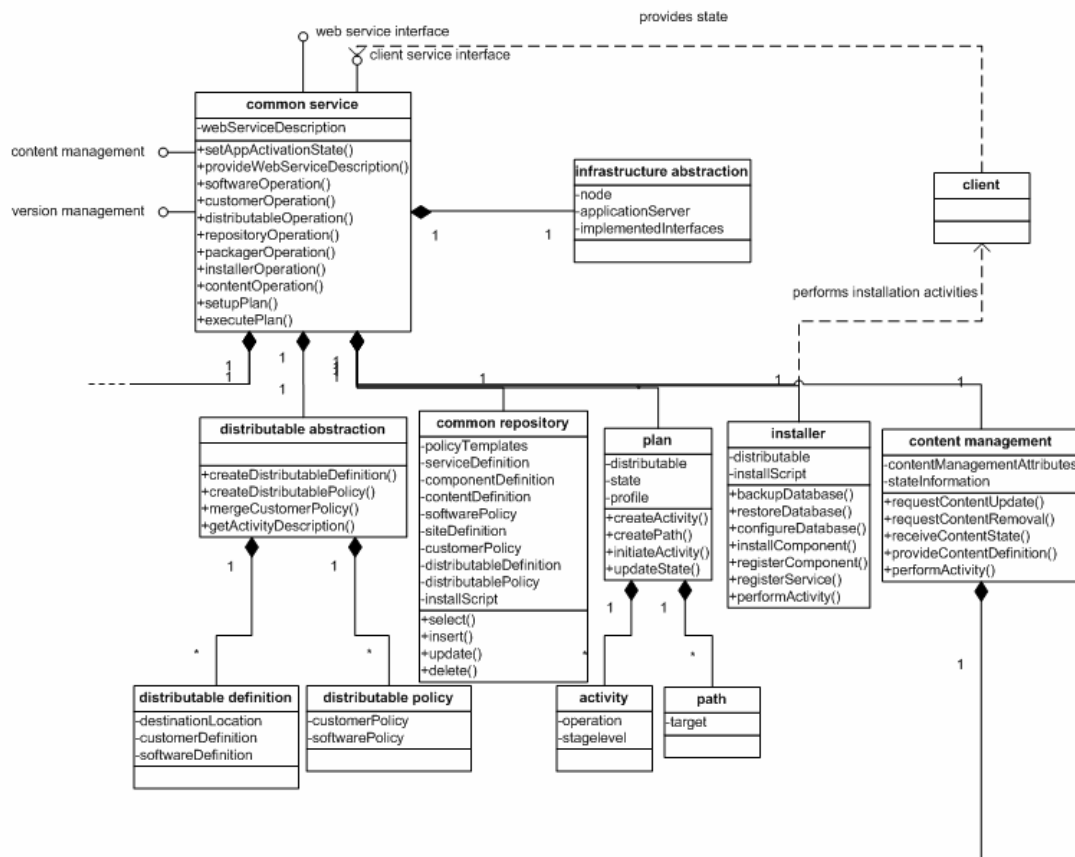 provides state
web service interface
client service interface
common service
-webServiceDescription
+setAppActivationState()
+provideWebServiceDescription()
+softwareOperation()
+customerOperation()
+distributableOperation()
+repositoryOperation()
+packagerOperation()
+installerOperation()
+contentOperation()
+setupPlan()
+executePlan()
content management
version management
infrastructure abstraction
-node
-applicationServer
-implementedInterfaces
1
1
client
performs installation activities
1
1
1
1
1
1
1
1
1
1
*
distributable abstraction
+createDistributableDefinition()
+createDistributablePolicy()
+mergeCustomerPolicy()
+getActivityDescription()
common repository
-policyTemplates
-serviceDefinition
-componentDefinition
-contentDefinition
-softwarePolicy
-siteDefinition
-customerPolicy
-distributableDefinition
-distributablePolicy
-installScript
+select()
+insert()
+update()
+delete()
plan
-distributable
-state
-profile
+createActivity()
+createPath()
+initiateActivity()
+updateState()
installer
-distributable
-installScript
+backupDatabase()
+restoreDatabase()
+configureDatabase()
+installComponent()
+registerComponent()
+registerService()
+performActivity()
content management
-contentManagementAttributes
-stateInformation
+requestContentUpdate()
+requestContentRemoval()
+receiveContentState()
+provideContentDefinition()
+performActivity()
1
1
1
1
1
*
*
*
*
distributable definition
-destinationLocation
-customerDefinition
-softwareDefinition
distributable policy
-customerPolicy
-softwarePolicy
activity
-operation
-stagelevel
path
-target